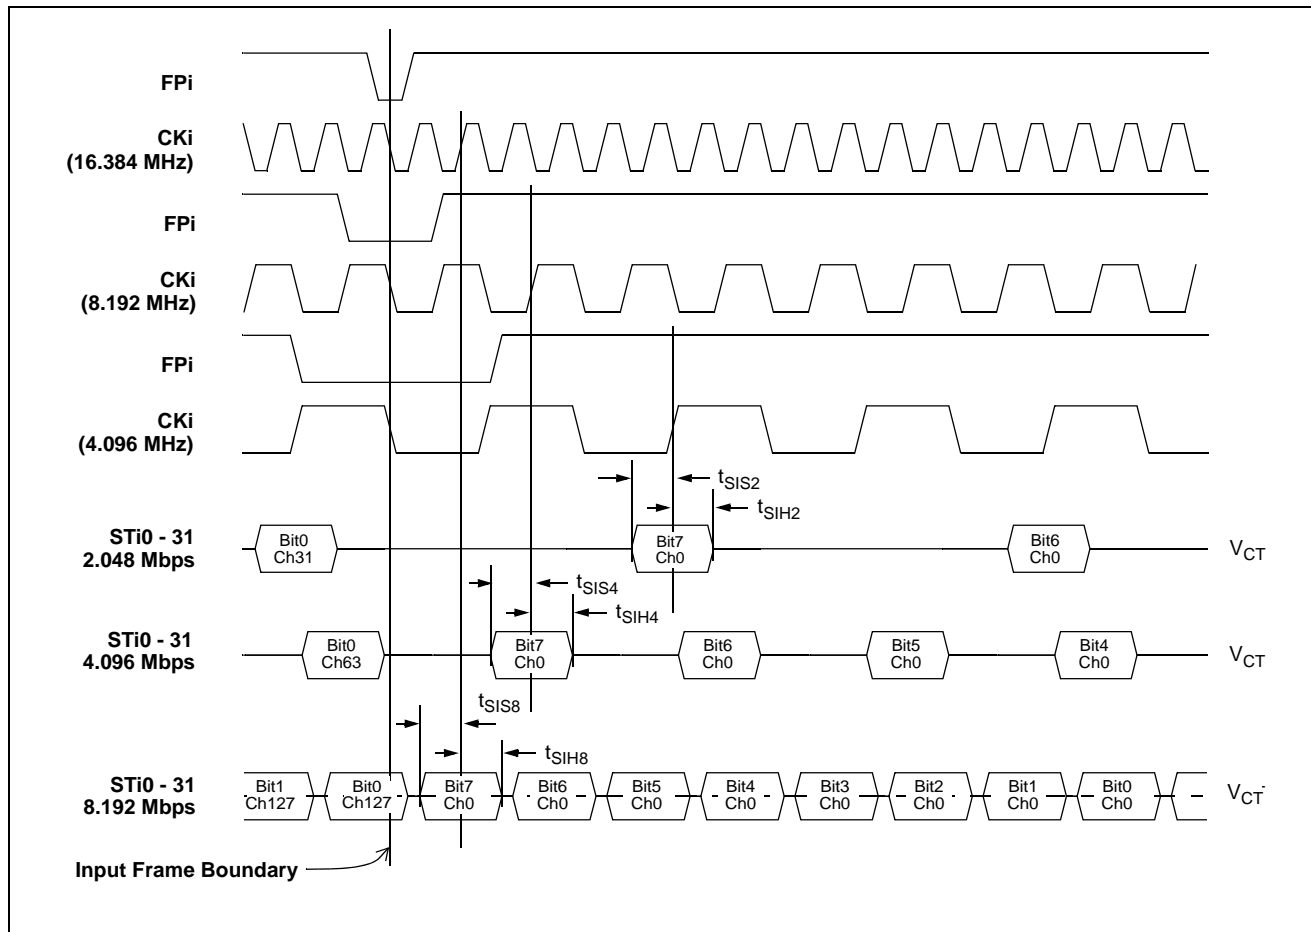 FPi
CKi
(16.384 MHz)
FPi
CKi
(8.192 MHz)
FPi
CKi
(4.096 MHz)
tSIS2
tSIH2
STi0 - 31
2.048 Mbps
Bit0
Ch31
Bit7
Ch0
Bit6
Ch0
VCT
tSIS4
tSIH4
STi0 - 31
4.096 Mbps
Bit0
Ch63
Bit7
Ch0
Bit6
Ch0
Bit5
Ch0
Bit4
Ch0
VCT
tSIS8
tSIH8
STi0 - 31
8.192 Mbps
Bit1
Ch127
Bit0
Ch127
Bit7
Ch0
Bit6
Ch0
Bit5
Ch0
Bit4
Ch0
Bit3
Ch0
Bit2
Ch0
Bit1
Ch0
Bit0
Ch0
VCT
Input Frame Boundary